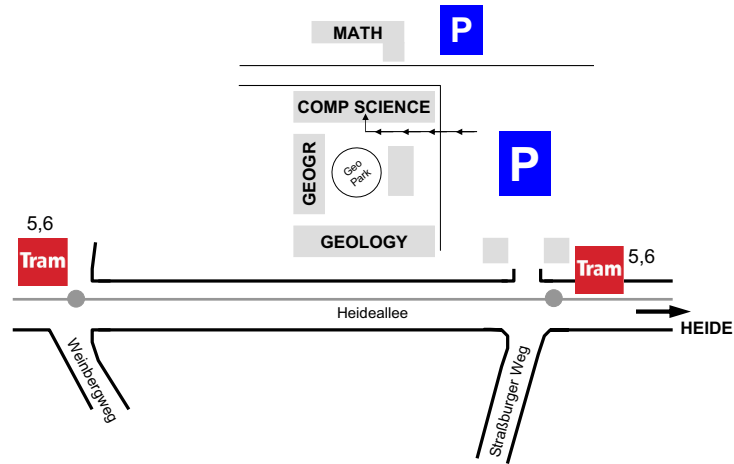 MATH
P
COMP SCIENCE
P
GEOGR
Geo
Park
GEOLOGY
5,6
Tram
Tram
5,6
Heideallee
HEIDE
Weinbergweg
Straßburger Weg